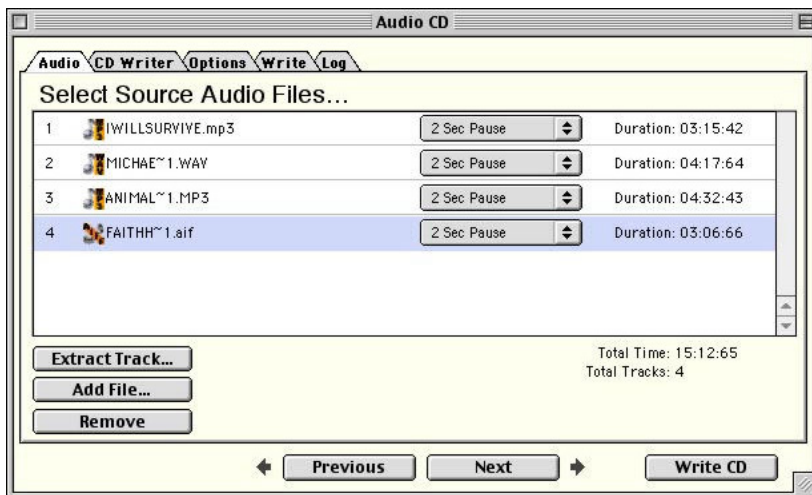 Audio CD
Audio CD Writer Options Write Log
Select Source Audio Files...
1 IWILLSURVIVE.mp3 2 Sec Pause Duration: 03:15:42
2 MICHAE~1.WAV 2 Sec Pause Duration: 04:17:64
3 ANIMAL~1.MP3 2 Sec Pause Duration: 04:32:43
4 FAITHH~1.aif 2 Sec Pause Duration: 03:06:66
Extract Track... Total Time: 15:12:65
Total Tracks: 4
Add File...
Remove
Previous Next Write CD